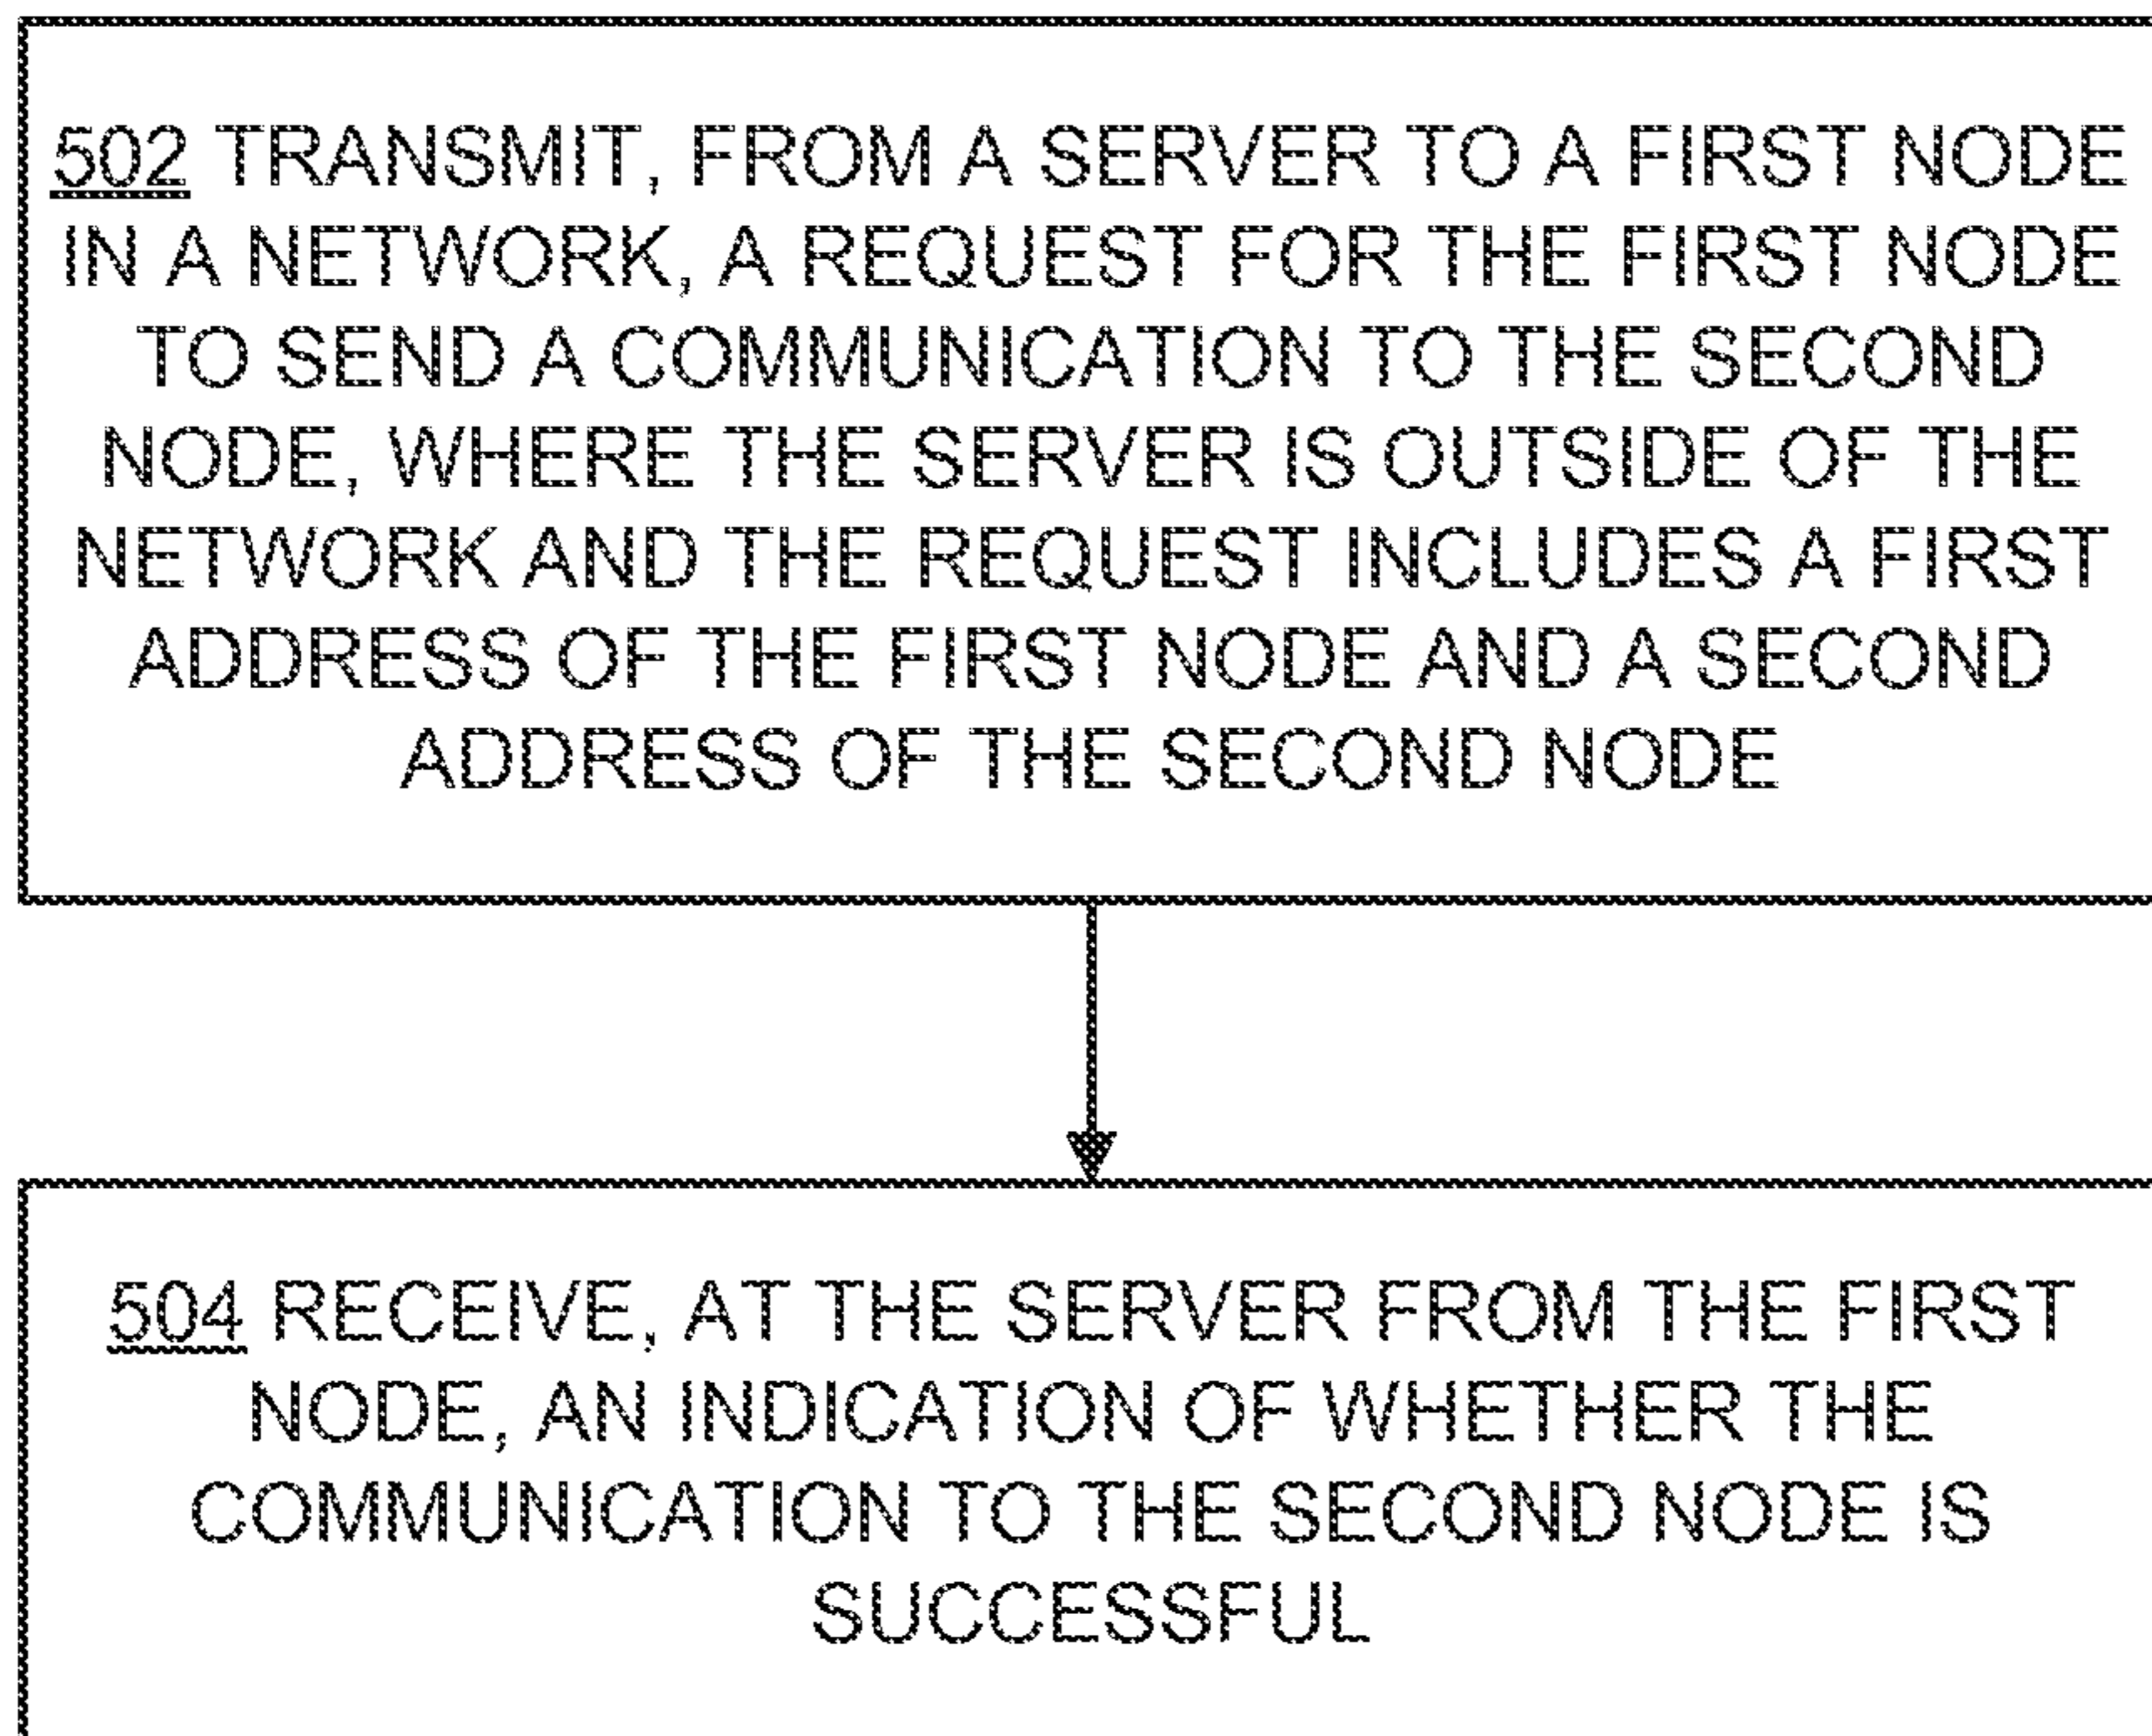 502 TRANSMIT, FROM A SERVER TO A FIRST NODE
IN A NETWORK, A REQUEST FOR THE FIRST NODE
TO SEND A COMMUNICATION TO THE SECOND
NODE, WHERE THE SERVER IS OUTSIDE OF THE
NETWORK AND THE REQUEST INCLUDES A FIRST
ADDRESS OF THE FIRST NODE AND A SECOND
ADDRESS OF THE SECOND NODE
504 RECEIVE, AT THE SERVER FROM THE FIRST
NODE, AN INDICATION OF WHETHER THE
COMMUNICATION TO THE SECOND NODE IS
SUCCESSFUL